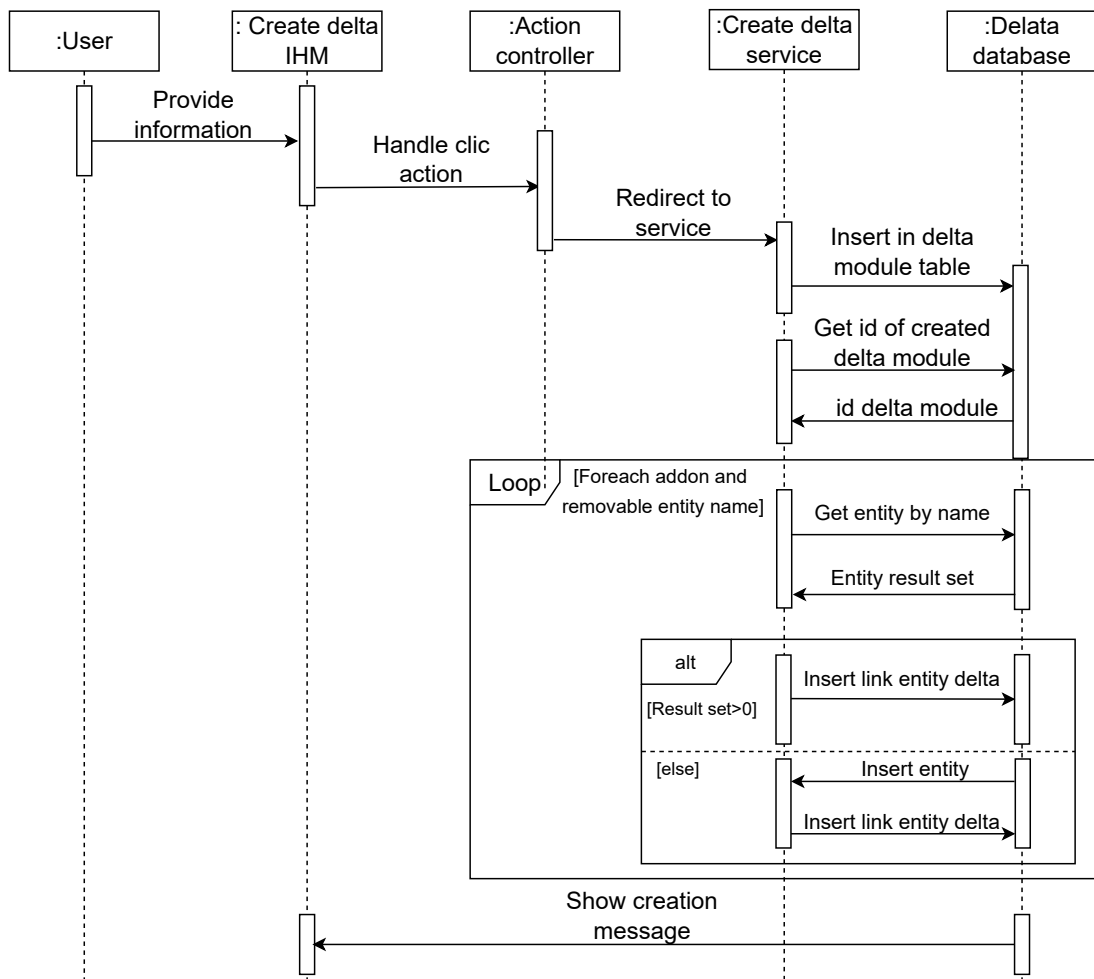 :User
: Create delta
IHM
:Action
controller
:Create delta
service
:Delata
database
Provide
information
Handle clic
action
Redirect to
service
Insert in delta
module table
Get id of created
delta module
id delta module
Loop
[Foreach addon and
removable entity name]
Get entity by name
Entity result set
alt
[Result set>0]
Insert link entity delta
[else]
Insert entity
Insert link entity delta
Show creation
message